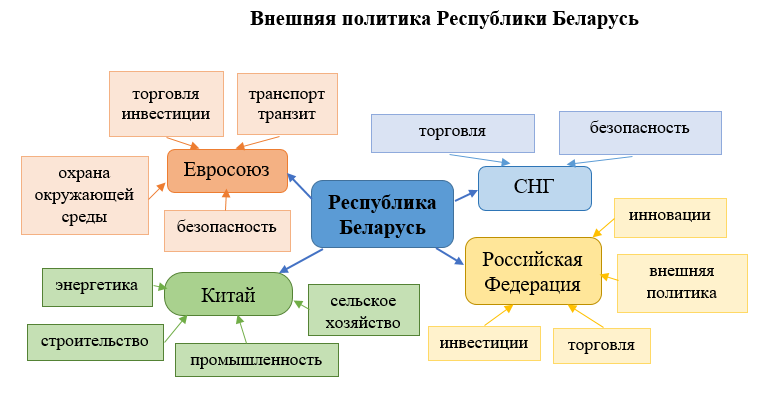 Внешняя политика Республики Беларусь
торговля
инвестиции
транспорт
транзит
Евросоюз
охрана
окружающей
среды
безопасность
торговля
безопасность
СНГ
Республика
Беларусь
инновации
Российская
Федерация
внешняя
политика
инвестиции
торговля
энергетика
Китай
сельское
хозяйство
строительство
промышленность